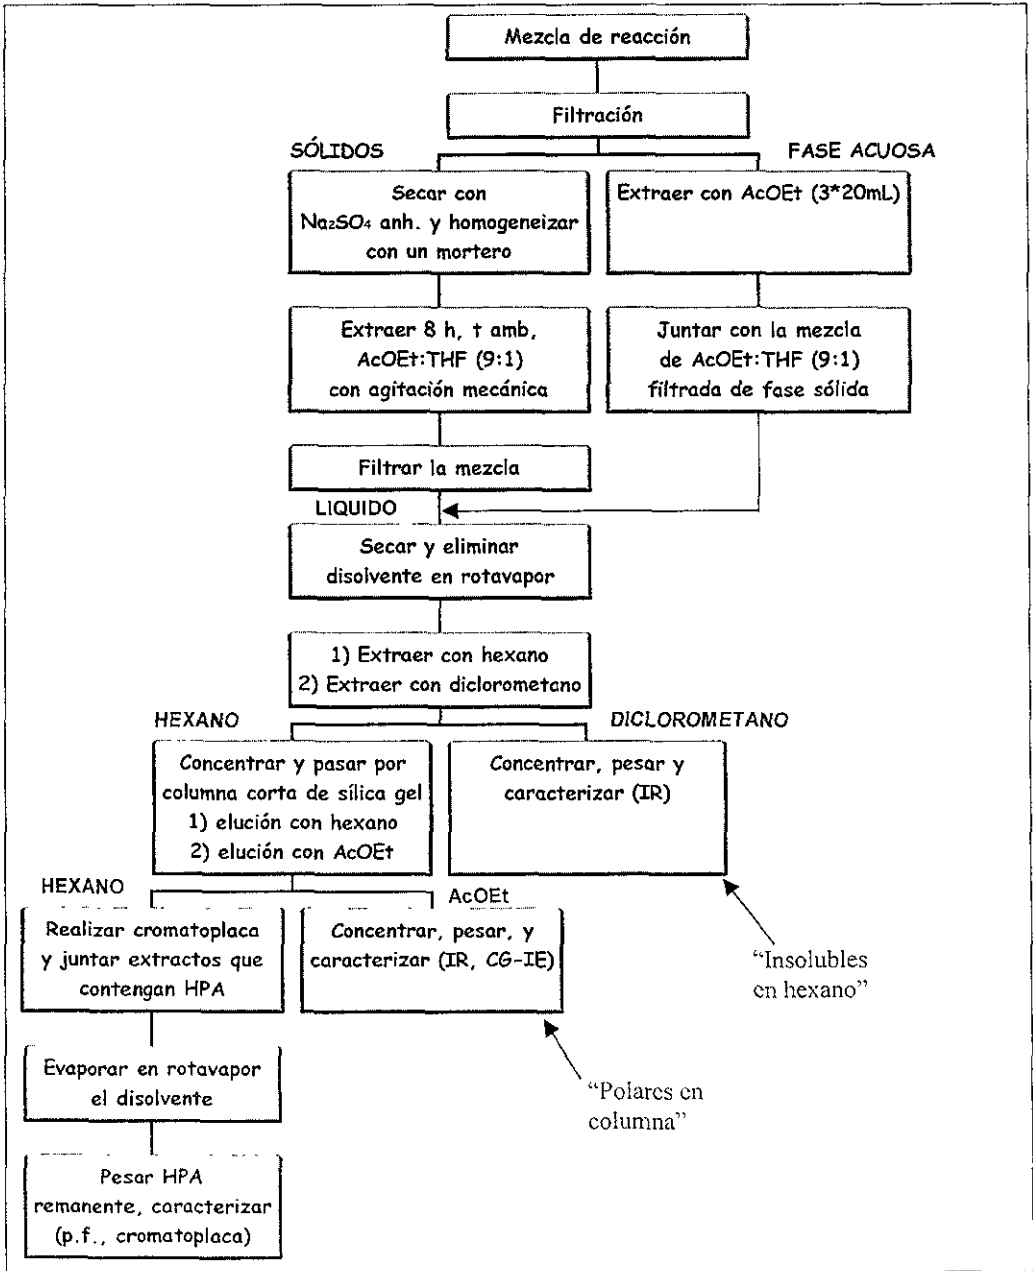 Mezcla de reacción
Filtración
SÓLIDOS
FASE ACUOSA
Secar con
Na₂SO₄ anh. y homogeneizar
con un mortero
Extraer con AcOEt (3*20mL)
Extraer 8 h, t amb,
AcOEt:THF (9:1)
con agitación mecánica
Juntar con la mezcla
de AcOEt:THF (9:1)
filtrada de fase sólida
Filtrar la mezcla
LIQUIDO
Secar y eliminar
disolvente en rotavapor
1) Extraer con hexano
2) Extraer con diclorometano
HEXANO
DICLOROMETANO
Concentrar y pasar por
columna corta de sílica gel
1) elución con hexano
2) elución con AcOEt
Concentrar, pesar y
caracterizar (IR)
HEXANO
AcOEt
Realizar cromatoplaca
y juntar extractos que
contengan HPA
Concentrar, pesar, y
caracterizar (IR, CG-IE)
“Insolubles
en hexano”
Evaporar en rotavapor
el disolvente
“Polares en
columna”
Pesar HPA
remanente, caracterizar
(p.f., cromatoplaca)